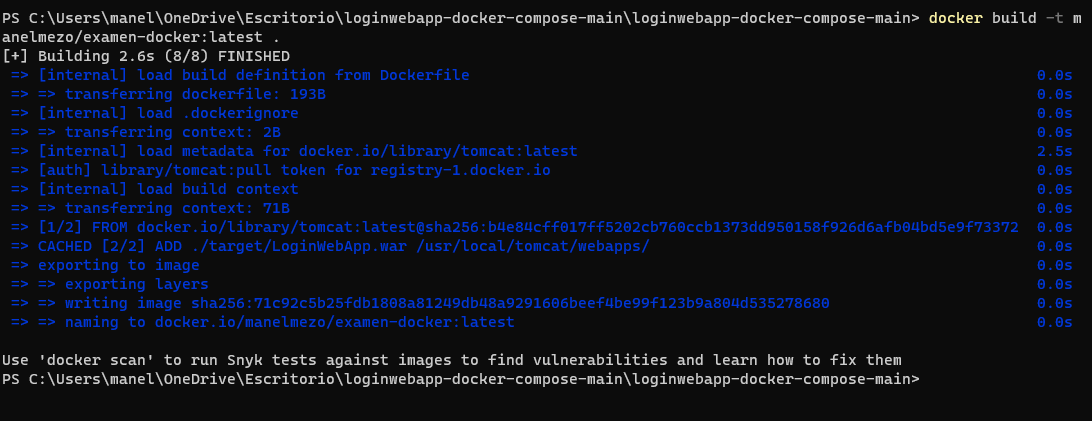 PS C:\Users\manel\OneDrive\Escritorio\loginwebapp-docker-compose-main\loginwebapp-docker-compose-main> docker build -t m
anelmezo/examen-docker:latest .
[+] Building 2.6s (8/8) FINISHED
=> [internal] load build definition from Dockerfile 0.0s
=> => transferring dockerfile: 193B 0.0s
=> [internal] load .dockerignore 0.0s
=> => transferring context: 2B 0.0s
=> [internal] load metadata for docker.io/library/tomcat:latest 2.5s
=> [auth] library/tomcat:pull token for registry-1.docker.io 0.0s
=> [internal] load build context 0.0s
=> => transferring context: 71B 0.0s
=> [1/2] FROM docker.io/library/tomcat:latest@sha256:b4e84cff017ff5202cb760ccb1373dd950158f926d6afb04bd5e9f73372 0.0s
=> CACHED [2/2] ADD ./target/LoginWebApp.war /usr/local/tomcat/webapps/ 0.0s
=> exporting to image 0.0s
=> => exporting layers 0.0s
=> => writing image sha256:71c92c5b25fdb1808a81249db48a9291606beef4be99f123b9a804d535278680 0.0s
=> => naming to docker.io/manelmezo/examen-docker:latest 0.0s
Use 'docker scan' to run Snyk tests against images to find vulnerabilities and learn how to fix them
PS C:\Users\manel\OneDrive\Escritorio\loginwebapp-docker-compose-main\loginwebapp-docker-compose-main>